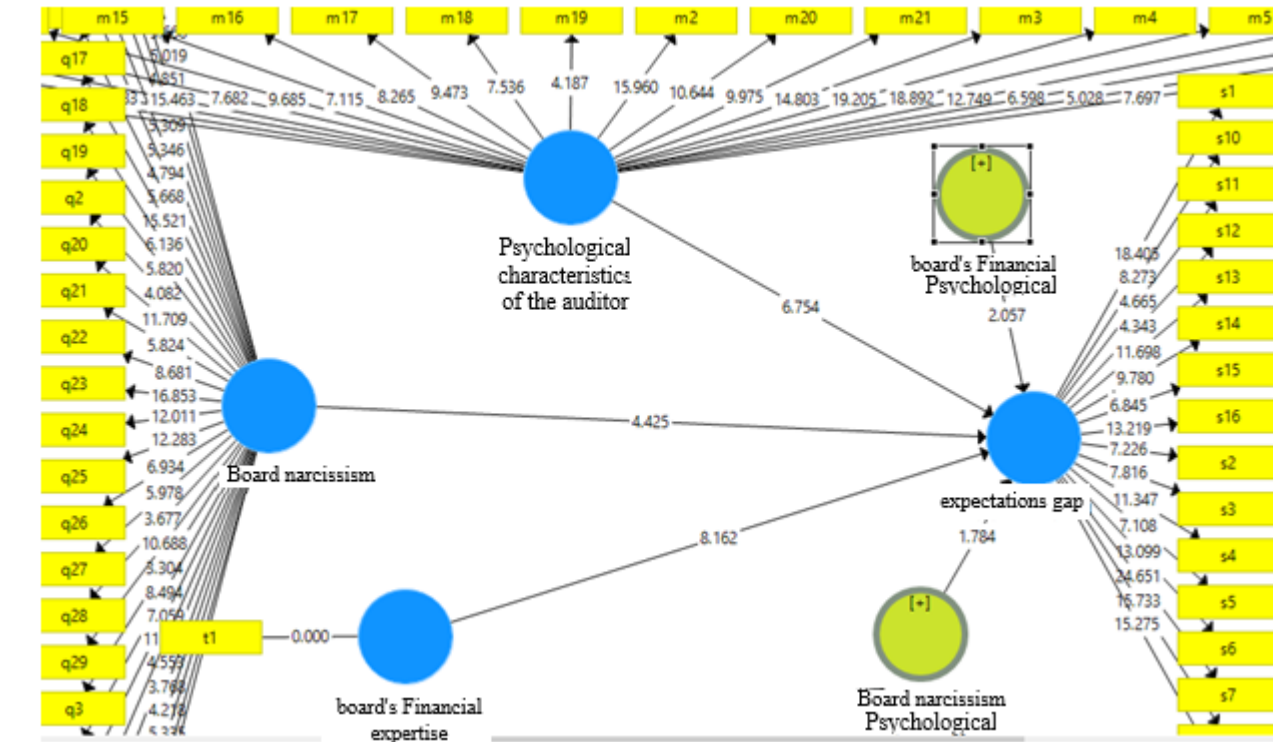 m15 m16 m17 m18 m19 m2 m20 m21 m3 m4 m5
q17
q18
q19
q2
q20
q21
q22
q23
q24
q25
q26
q27
q28
q29
q3
5.019
4.851
15.463 7.682 9.685 7.115 8.265 9.473 7.536 4.187 15.960 10.644 9.975 14.803 19.205 18.892 12.749 6.598 5.028 7.697
5.309
5.346
4.794
5.668
15.521
6.136
5.820
4.082
11.709
5.824
8.681
16.853
12.011
12.283
6.934
5.978
3.677
10.688
3.304
8.494
7.059
4.553
3.768
4.218
Psychological
characteristics
of the auditor
6.754
[+]
board's Financial
Psychological
2.057
Board narcissism
4.425
expectations gap
8.162
1.784
t1
0.000
board's Financial
expertise
[+]
Board narcissism
Psychological
18.405
8.273
4.665
4.343
11.698
9.780
6.845
13.219
7.226
7.816
11.347
7.108
13.099
24.651
15.733
15.275
s1
s10
s11
s12
s13
s14
s15
s16
s2
s3
s4
s5
s6
s7